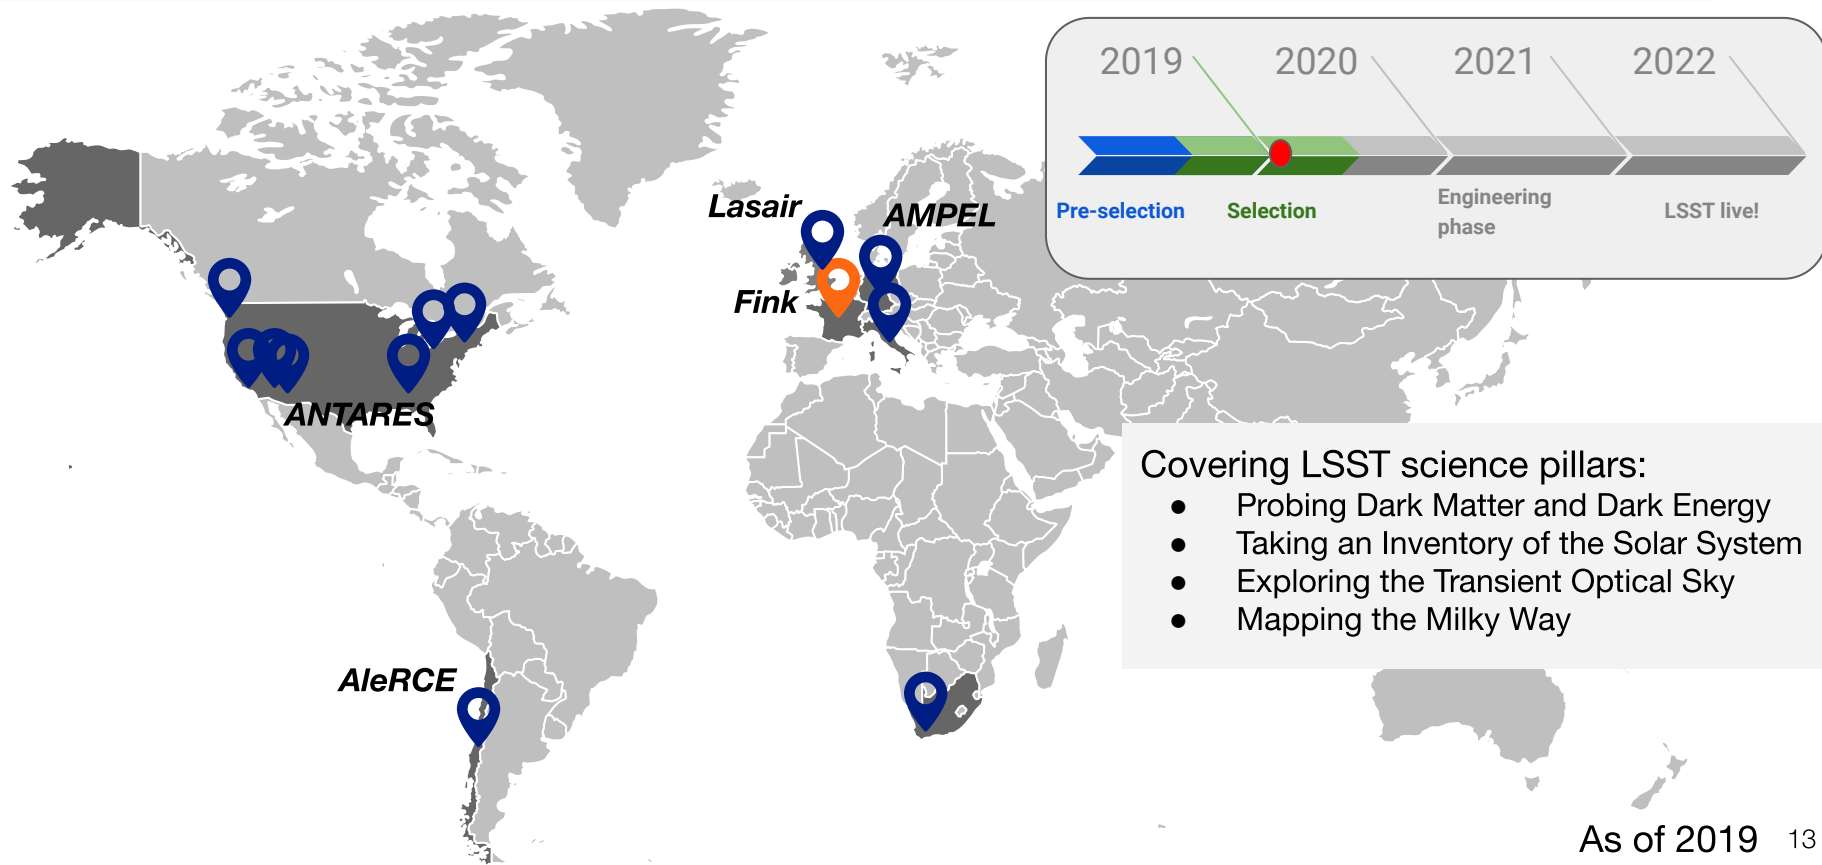 2019
2020
2021
2022
Pre-selection
Selection
Engineering
phase
LSST live!
Lasair
AMPEL
Fink
ANTARES
AleRCE
Covering LSST science pillars:
● Probing Dark Matter and Dark Energy
● Taking an Inventory of the Solar System
● Exploring the Transient Optical Sky
● Mapping the Milky Way
As of 2019
13